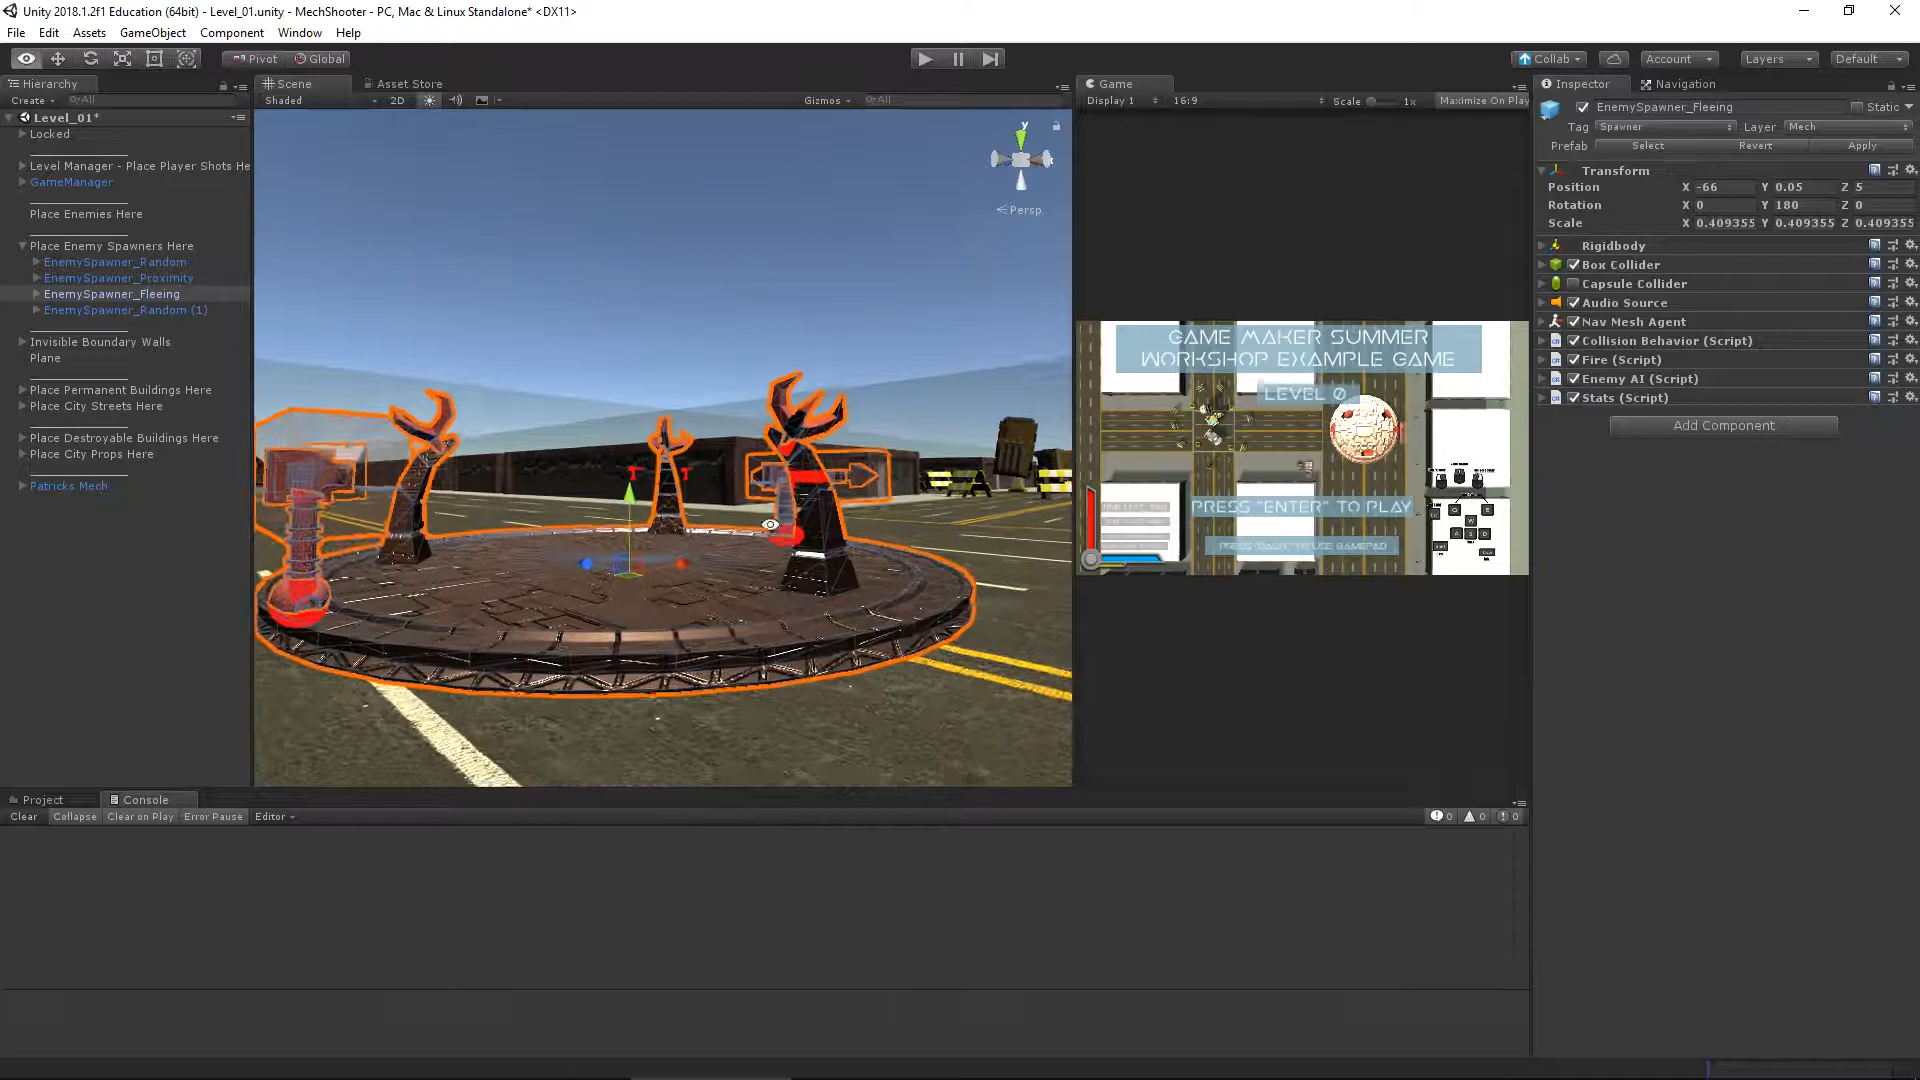 Unity 2018.1.2f1 Education (64bit) - Level_01.unity - MechShooter - PC, Mac & Linux Standalone* <DX11>
File Edit Assets GameObject Component Window Help
Pivot Global
Collab Account Layers Default
Hierarchy
Create All
Level_01*
Locked
Level Manager - Place Player Shots He
GameManager
Place Enemies Here
Place Enemy Spawners Here
EnemySpawner_Random
EnemySpawner_Proximity
EnemySpawner_Fleeing
EnemySpawner_Random (1)
Invisible Boundary Walls
Plane
Place Permanent Buildings Here
Place City Streets Here
Place Destroyable Buildings Here
Place City Props Here
Patricks Mech
Scene Asset Store
Shaded 2D Gizmos All
y
Persp
Game
Display 1 16:9 Scale 1x Maximize On Play
GAME MAKER SUMMER
WORKSHOP EXAMPLE GAME
LEVEL 0
PRESS "ENTER" TO PLAY
Inspector Navigation
EnemySpawner_Fleeing Static
Tag Spawner Layer Mech
Prefab Select Revert Apply
Transform
Position X -66 Y 0.05 Z 5
Rotation X 0 Y 180 Z 0
Scale X 0.409355 Y 0.409355 Z 0.409355
Rigidbody
Box Collider
Capsule Collider
Audio Source
Nav Mesh Agent
Collision Behavior (Script)
Fire (Script)
Enemy AI (Script)
Stats (Script)
Add Component
Project Console
Clear Collapse Clear on Play Error Pause Editor 0 0 0